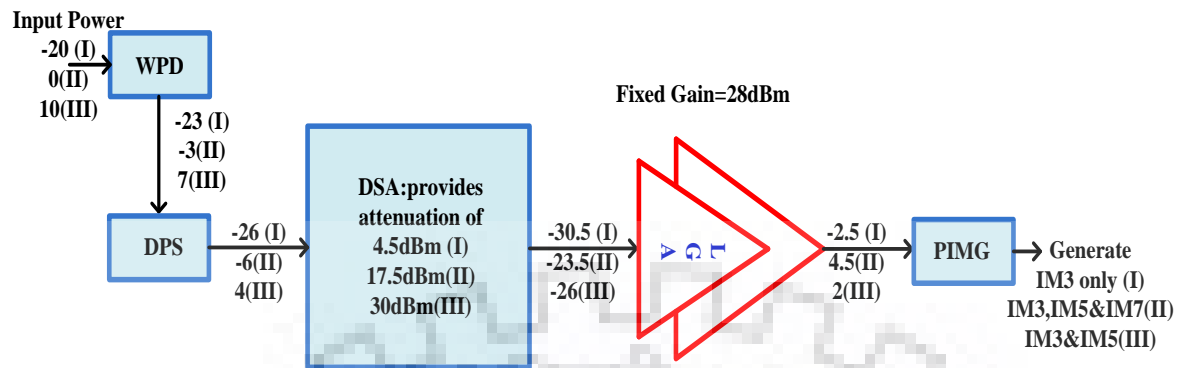 Input Power
-20 (I)
0(II)
10(III)
WPD
-23 (I)
-3(II)
7(III)
DPS
-26 (I)
-6(II)
4(III)
DSA:provides
attenuation of
4.5dBm (I)
17.5dBm(II)
30dBm(III)
-30.5 (I)
-23.5(II)
-26(III)
Fixed Gain=28dBm
LGA
-2.5 (I)
4.5(II)
2(III)
PIMG
Generate
IM3 only (I)
IM3,IM5&IM7(II)
IM3&IM5(III)